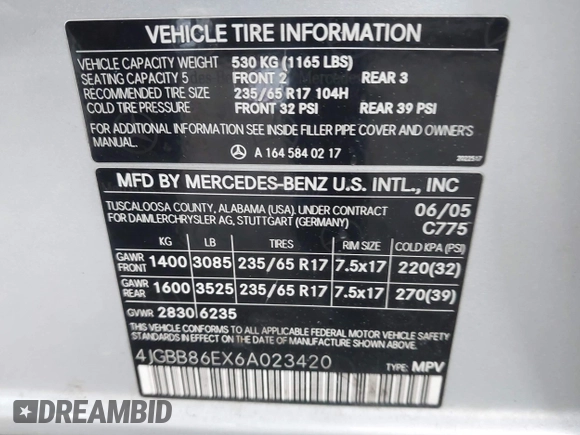 VEHICLE TIRE INFORMATION
VEHICLE CAPACITY WEIGHT 530 KG (1165 LBS)
SEATING CAPACITY 5 FRONT 2 REAR 3
RECOMMENDED TIRE SIZE 235/65 R17 104H
COLD TIRE PRESSURE FRONT 32 PSI REAR 39 PSI
FOR ADDITIONAL INFORMATION SEE INSIDE FILLER PIPE COVER AND OWNER'S
MANUAL
A 164 584 02 17
2022517
MFD BY MERCEDES-BENZ U.S. INTL., INC
TUSCALOOSA COUNTY, ALABAMA (USA). UNDER CONTRACT 06/05
FOR DAIMLERCHRYSLER AG, STUTTGART (GERMANY) C775
KG LB TIRES RIM SIZE COLD KPA (PSI)
GAWR FRONT 1400 3085 235/65 R17 7.5x17 220(32)
GAWR REAR 1600 3525 235/65 R17 7.5x17 270(39)
GVWR 2830 6235
THIS VEHICLE CONFORMS TO ALL APPLICABLE FEDERAL MOTOR VEHICLE SAFETY
STANDARDS IN EFFECT ON THE DATE OF MANUFACTURE SHOWN ABOVE.
4JGBB86EX6A023420 TYPE: MPV
DREAMBID